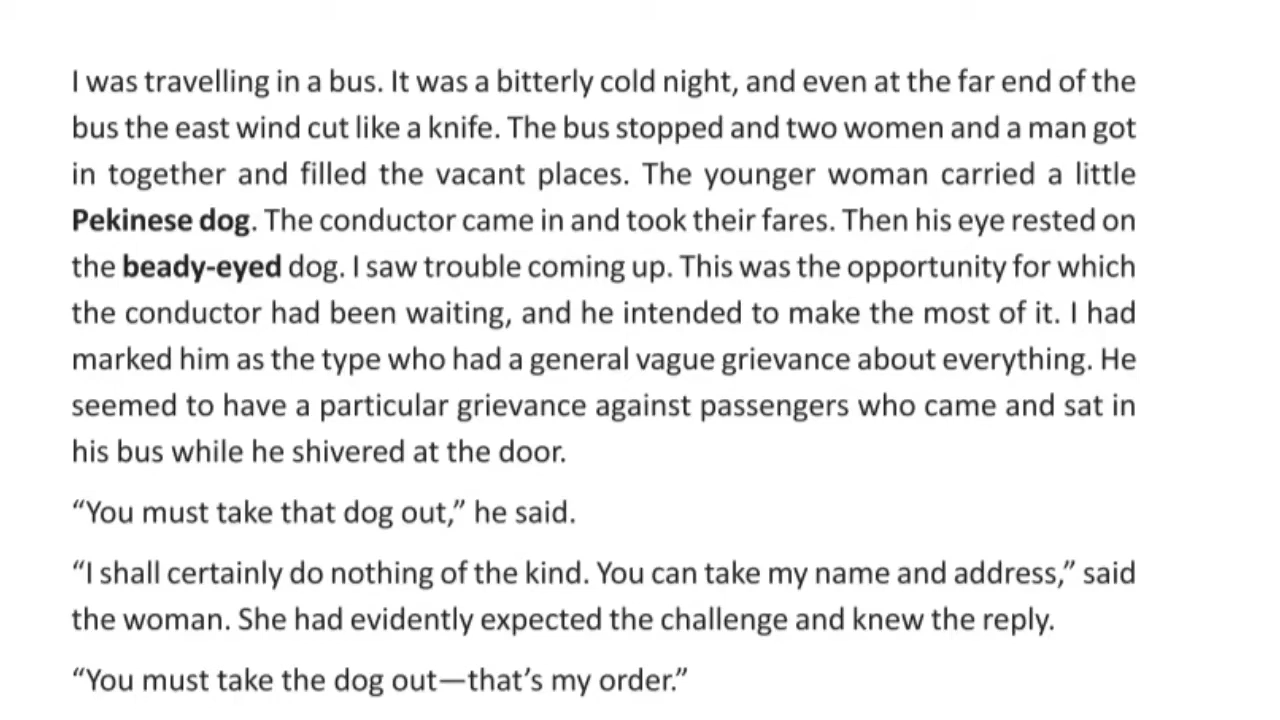 I was travelling in a bus. It was a bitterly cold night, and even at the far end of the
bus the east wind cut like a knife. The bus stopped and two women and a man got
in together and filled the vacant places. The younger woman carried a little
Pekinese dog. The conductor came in and took their fares. Then his eye rested on
the beady-eyed dog. I saw trouble coming up. This was the opportunity for which
the conductor had been waiting, and he intended to make the most of it. I had
marked him as the type who had a general vague grievance about everything. He
seemed to have a particular grievance against passengers who came and sat in
his bus while he shivered at the door.
“You must take that dog out,” he said.
“I shall certainly do nothing of the kind. You can take my name and address,” said
the woman. She had evidently expected the challenge and knew the reply.
“You must take the dog out—that’s my order.”